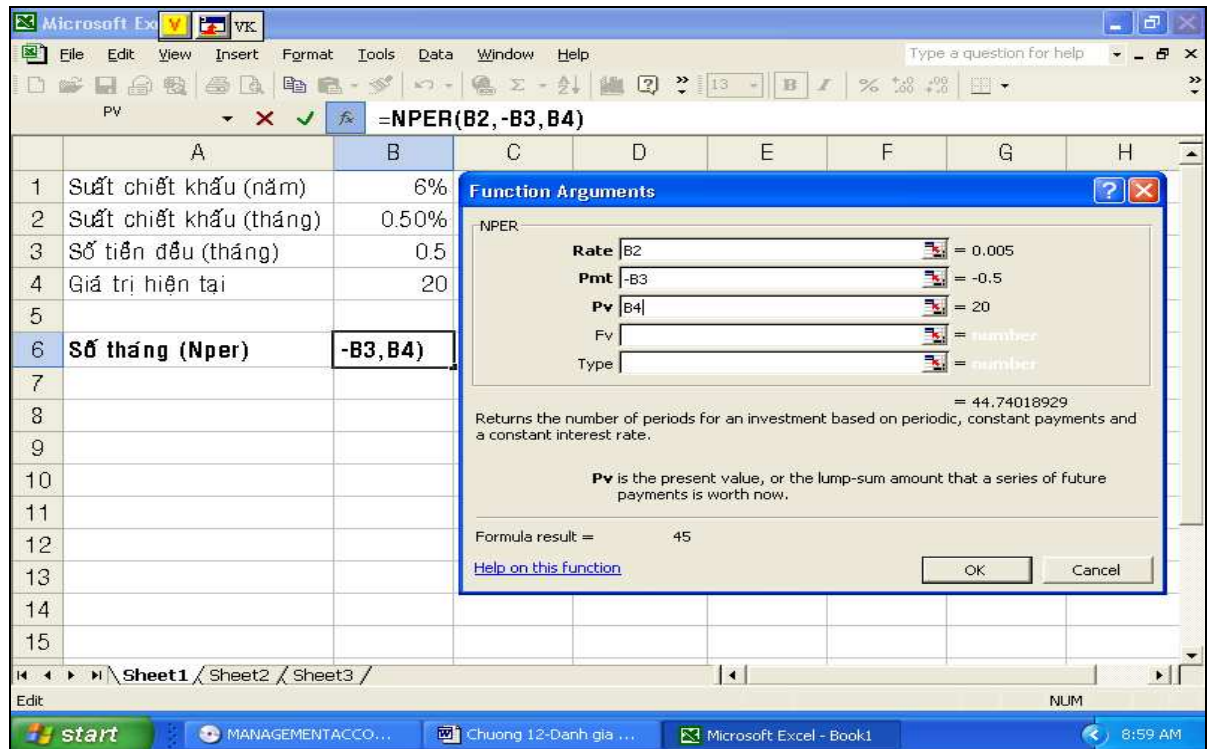 Microsoft Ex V VK
File Edit View Insert Format Tools Data Window Help Type a question for help
13 B I %
PV =NPER(B2,-B3,B4)
A B C D E F G H
1 Suất chiết khấu (năm) 6%
2 Suất chiết khấu (tháng) 0.50%
3 Số tiền đều (tháng) 0.5
4 Giá trị hiện tại 20
5
6 Số tháng (Nper) -B3,B4)
7
8
9
10
11
12
13
14
15
Function Arguments
NPER
Rate B2 = 0.005
Pmt -B3 = -0.5
Pv B4 = 20
Fv = number
Type = number
= 44.74018929
Returns the number of periods for an investment based on periodic, constant payments and
a constant interest rate.
Pv is the present value, or the lump-sum amount that a series of future
payments is worth now.
Formula result = 45
Help on this function OK Cancel
Sheet1 / Sheet2 / Sheet3 /
Edit NUM
start MANAGEMENTACCO... Chuong 12-Danh gia ... Microsoft Excel - Book1 8:59 AM